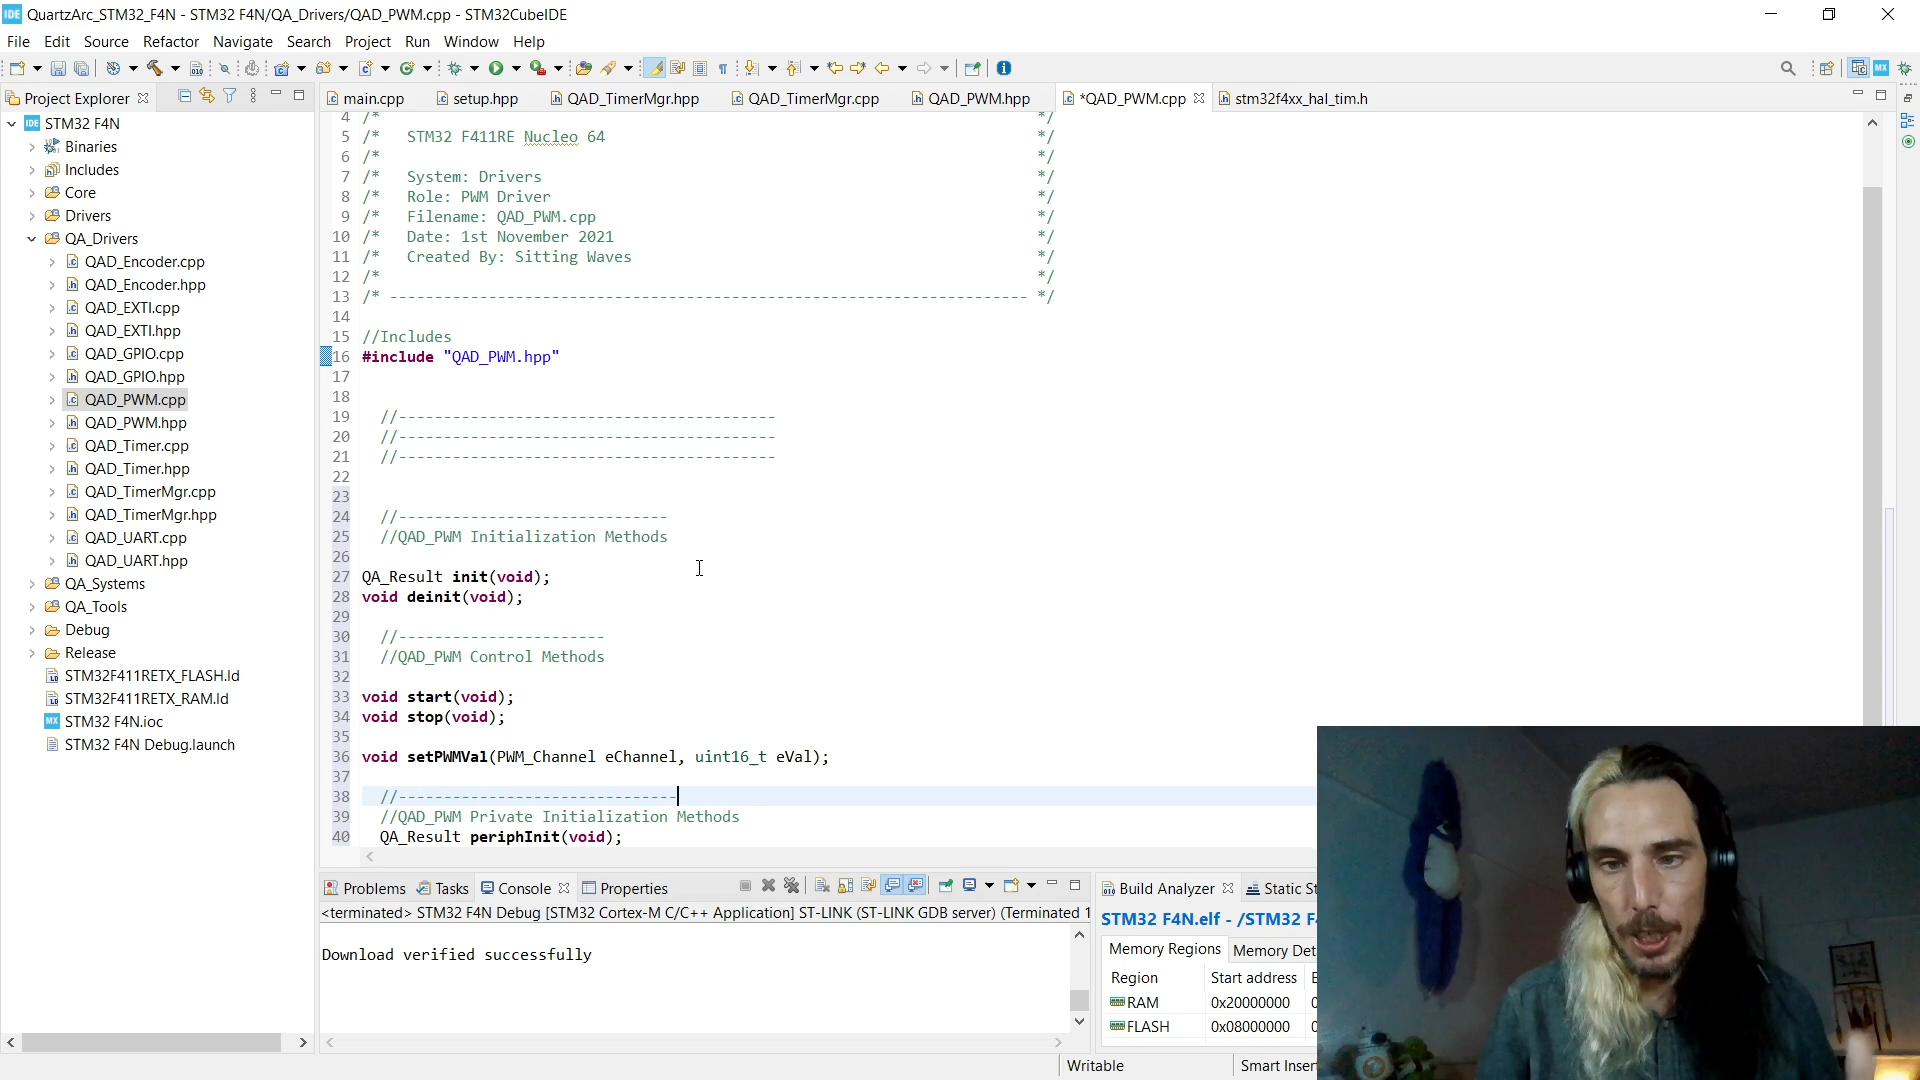 IDE QuartzArc_STM32_F4N - STM32 F4N/QA_Drivers/QAD_PWM.cpp - STM32CubeIDE
File Edit Source Refactor Navigate Search Project Run Window Help
Project Explorer
main.cpp setup.hpp QAD_TimerMgr.hpp QAD_TimerMgr.cpp QAD_PWM.hpp *QAD_PWM.cpp stm32f4xx_hal_tim.h
IDE STM32 F4N
Binaries
Includes
Core
Drivers
QA_Drivers
QAD_Encoder.cpp
QAD_Encoder.hpp
QAD_EXTI.cpp
QAD_EXTI.hpp
QAD_GPIO.cpp
QAD_GPIO.hpp
QAD_PWM.cpp
QAD_PWM.hpp
QAD_Timer.cpp
QAD_Timer.hpp
QAD_TimerMgr.cpp
QAD_TimerMgr.hpp
QAD_UART.cpp
QAD_UART.hpp
QA_Systems
QA_Tools
Debug
Release
STM32F411RETX_FLASH.ld
STM32F411RETX_RAM.ld
MX STM32 F4N.ioc
STM32 F4N Debug.launch
4 /* */
5 /* STM32 F411RE Nucleo 64 */
6 /* */
7 /* System: Drivers */
8 /* Role: PWM Driver */
9 /* Filename: QAD_PWM.cpp */
10 /* Date: 1st November 2021 */
11 /* Created By: Sitting Waves */
12 /* */
13 /* ----------------------------------------------------------------------- */
14
15 //Includes
16 #include "QAD_PWM.hpp"
17
18
19 //------------------------------------------
20 //------------------------------------------
21 //------------------------------------------
22
23
24 //------------------------------
25 //QAD_PWM Initialization Methods
26
27 QA_Result init(void);
28 void deinit(void);
29
30 //-----------------------
31 //QAD_PWM Control Methods
32
33 void start(void);
34 void stop(void);
35
36 void setPWMVal(PWM_Channel eChannel, uint16_t eVal);
37
38 //-------------------------------
39 //QAD_PWM Private Initialization Methods
40 QA_Result periphInit(void);
Problems Tasks Console Properties
<terminated> STM32 F4N Debug [STM32 Cortex-M C/C++ Application] ST-LINK (ST-LINK GDB server) (Terminated 1
Download verified successfully
Build Analyzer Static St
STM32 F4N.elf - /STM32 F
Memory Regions Memory Det
Region Start address E
RAM 0x20000000 0
FLASH 0x08000000 0
Writable Smart Inser